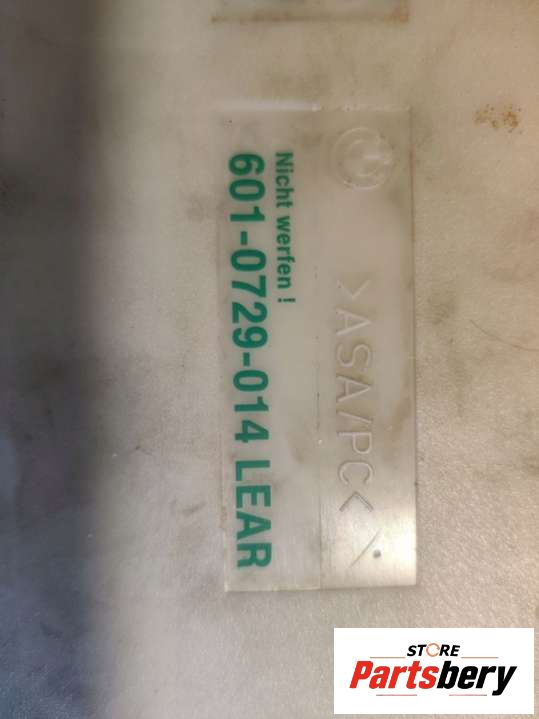 >ASA/PC<
Nicht werfen !
601-0729-014 LEAR
STORE
Partsbery